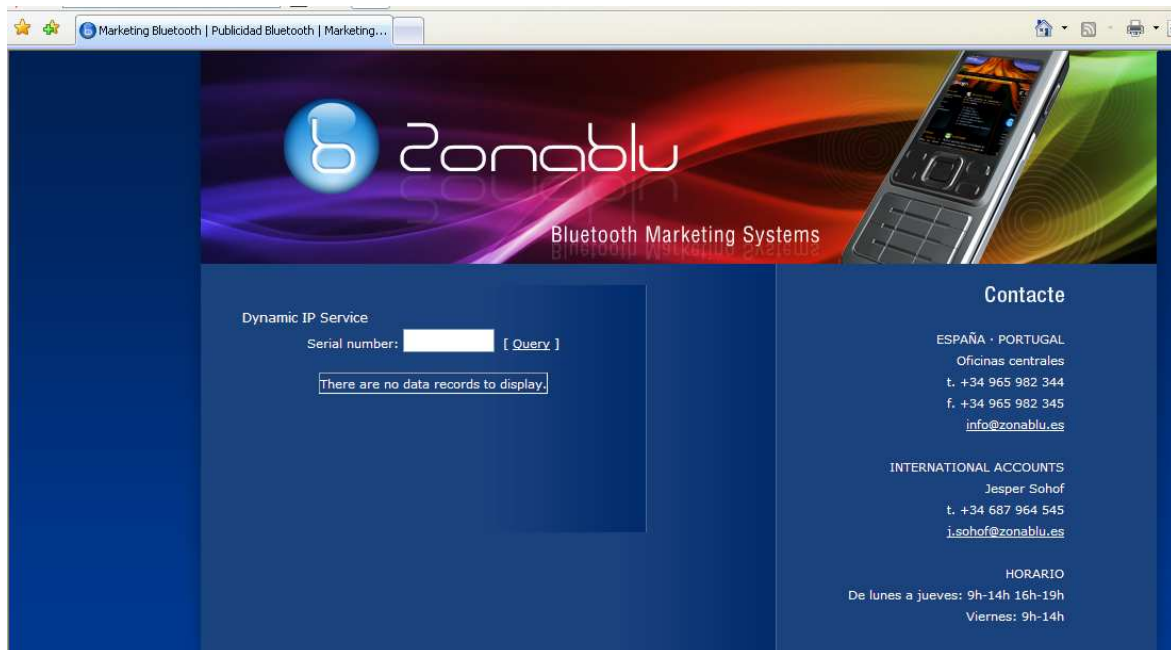 Marketing Bluetooth | Publicidad Bluetooth | Marketing...
b zonablu
Bluetooth Marketing Systems
Dynamic IP Service
Serial number: [ Query ]
There are no data records to display.
Contacte
ESPAÑA · PORTUGAL
Oficinas centrales
t. +34 965 982 344
f. +34 965 982 345
info@zonablu.es
INTERNATIONAL ACCOUNTS
Jesper Sohof
t. +34 687 964 545
j.sohof@zonablu.es
HORARIO
De lunes a jueves: 9h-14h 16h-19h
Viernes: 9h-14h